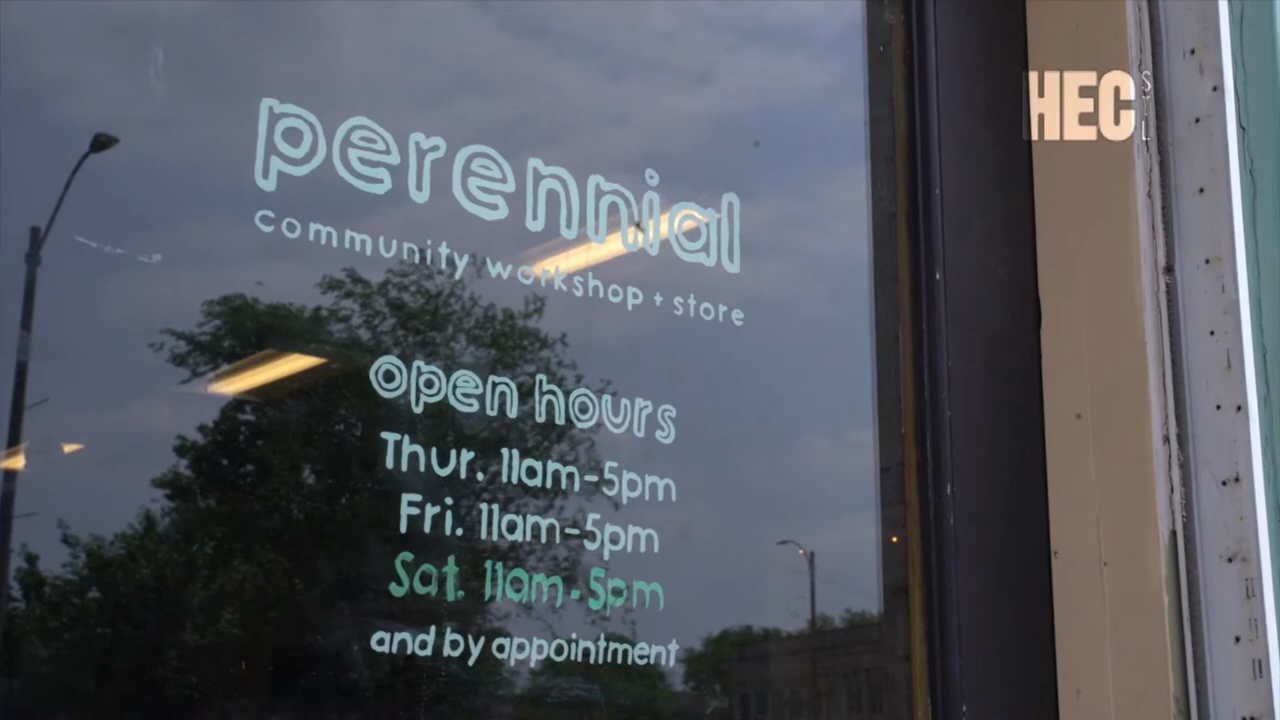 perennial
community workshop + store
open hours
Thur. 11am-5pm
Fri. 11am-5pm
Sat. 11am-5pm
and by appointment
HEC
STL